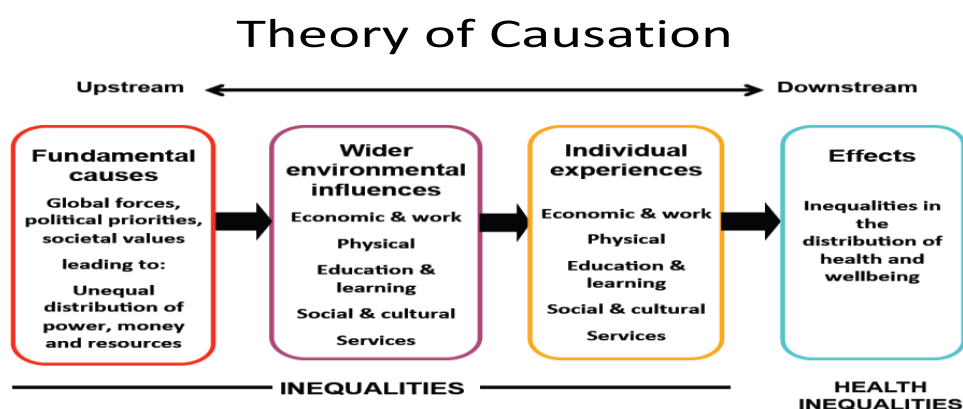 Theory of Causation
Upstream
Downstream
Fundamental
causes
Global forces,
political priorities,
societal values
leading to:
Unequal
distribution of
power, money
and resources
Wider
environmental
influences
Economic & work
Physical
Education &
learning
Social & cultural
Services
Individual
experiences
Economic & work
Physical
Education &
learning
Social & cultural
Services
Effects
Inequalities in
the
distribution of
health and
wellbeing
INEQUALITIES
HEALTH
INEQUALITIES